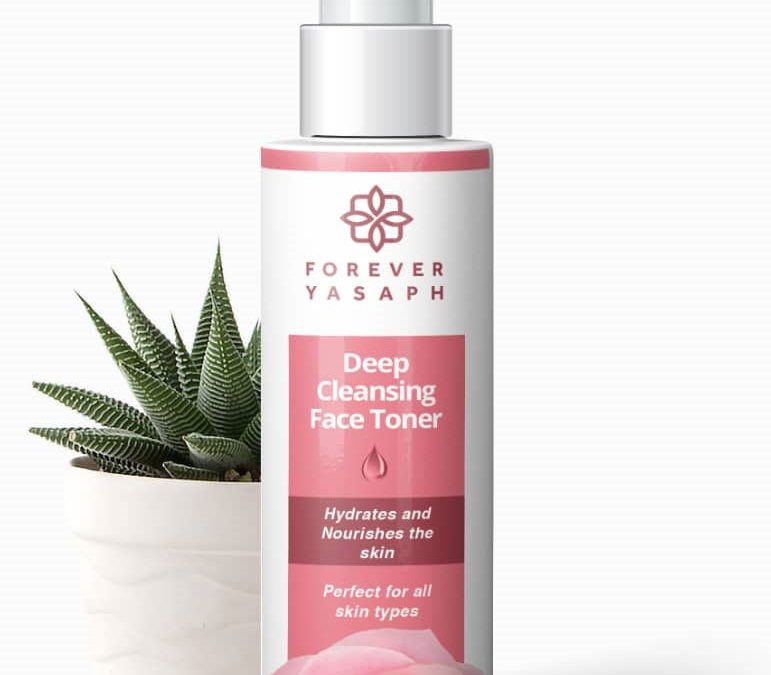 FOREVER
YASAPH
Deep
Cleansing
Face Toner
Hydrates and
Nourishes the
skin
Perfect for all
skin types